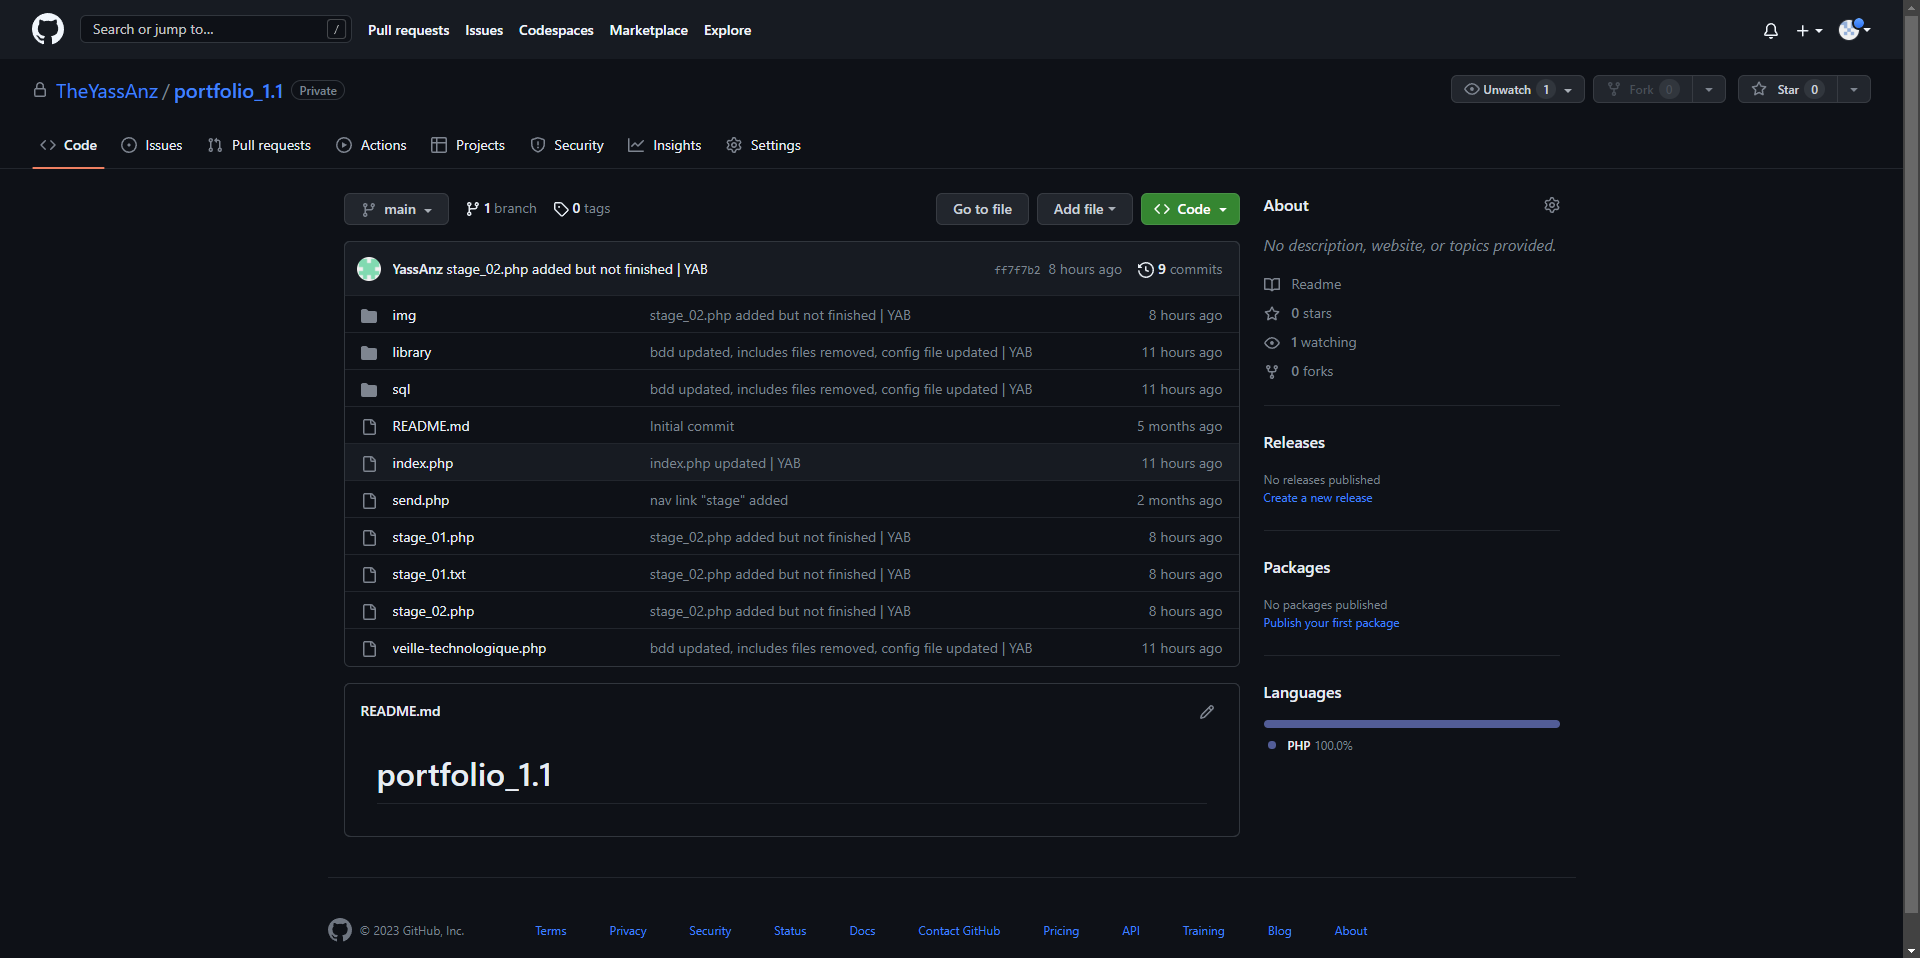 Search or jump to... / Pull requests Issues Codespaces Marketplace Explore
TheYassAnz / portfolio_1.1 Private Unwatch 1 Fork 0 Star 0
Code Issues Pull requests Actions Projects Security Insights Settings
main 1 branch 0 tags Go to file Add file Code
YassAnz stage_02.php added but not finished | YAB ff7f7b2 8 hours ago 9 commits
img stage_02.php added but not finished | YAB 8 hours ago
library bdd updated, includes files removed, config file updated | YAB 11 hours ago
sql bdd updated, includes files removed, config file updated | YAB 11 hours ago
README.md Initial commit 5 months ago
index.php index.php updated | YAB 11 hours ago
send.php nav link "stage" added 2 months ago
stage_01.php stage_02.php added but not finished | YAB 8 hours ago
stage_01.txt stage_02.php added but not finished | YAB 8 hours ago
stage_02.php stage_02.php added but not finished | YAB 8 hours ago
veille-technologique.php bdd updated, includes files removed, config file updated | YAB 11 hours ago
README.md
portfolio_1.1
About
No description, website, or topics provided.
Readme
0 stars
1 watching
0 forks
Releases
No releases published
Create a new release
Packages
No packages published
Publish your first package
Languages
PHP 100.0%
© 2023 GitHub, Inc. Terms Privacy Security Status Docs Contact GitHub Pricing API Training Blog About